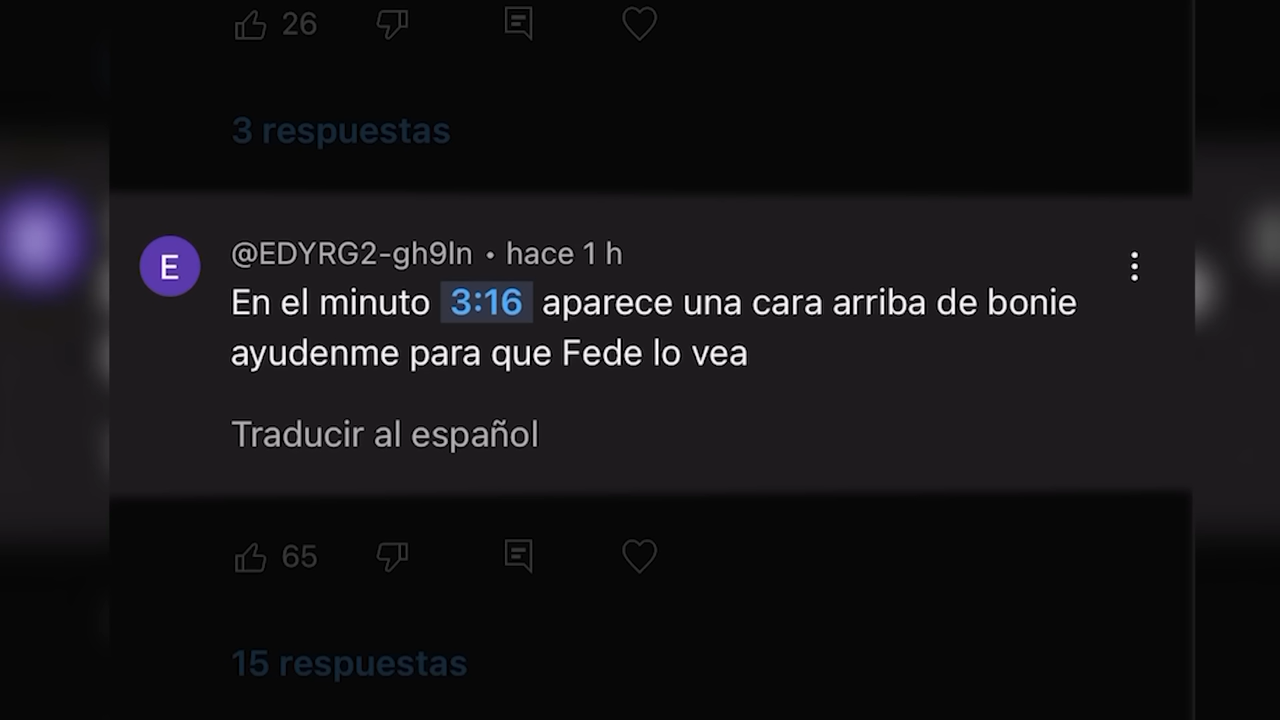 26
3 respuestas
E
@EDYRG2-gh9ln • hace 1 h
En el minuto 3:16 aparece una cara arriba de bonie
ayudenme para que Fede lo vea
Traducir al español
65
15 respuestas